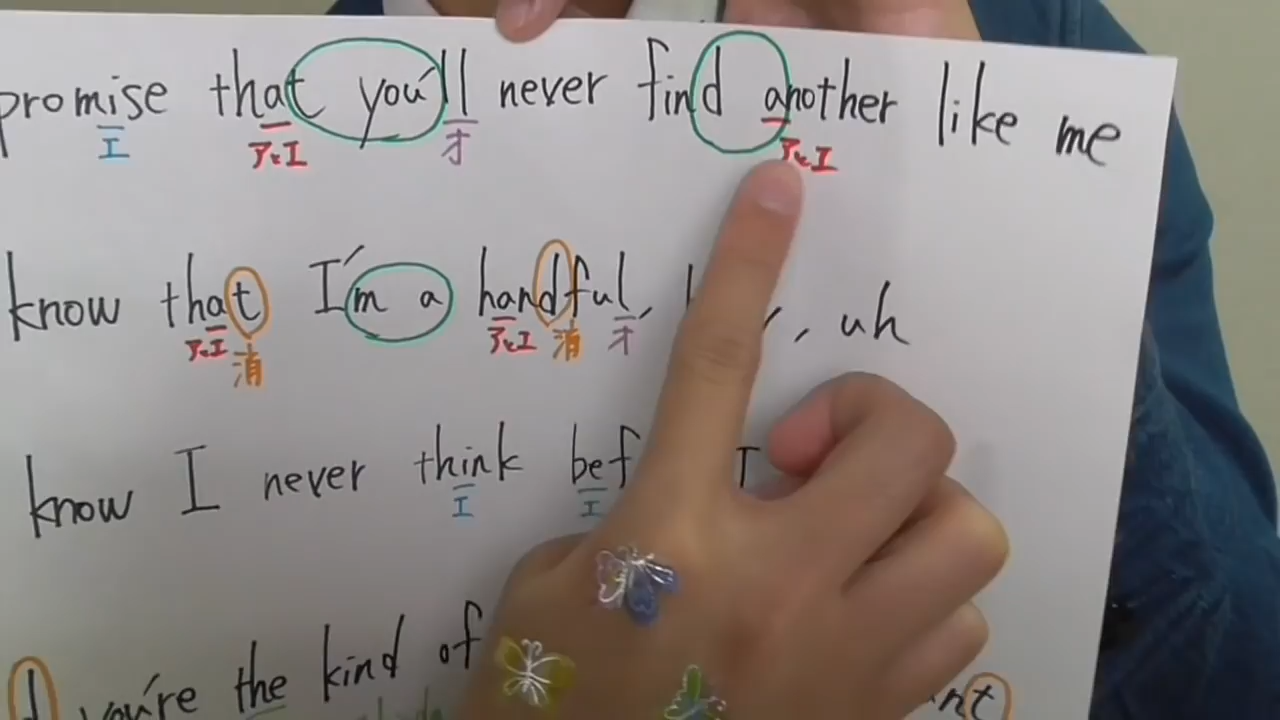 promise that you'll never find another like me
エ アとエ オ アとエ
know that I'm a handful, uh
アとエ 消 アとエ 消 オ
know I never think I
エ エ
you're the kind of